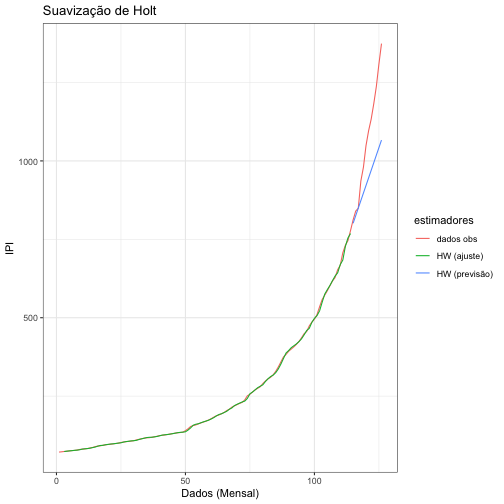 Suavização de Holt
1000
500
IPI
0
50
100
Dados (Mensal)
estimadores
dados obs
HW (ajuste)
HW (previsão)